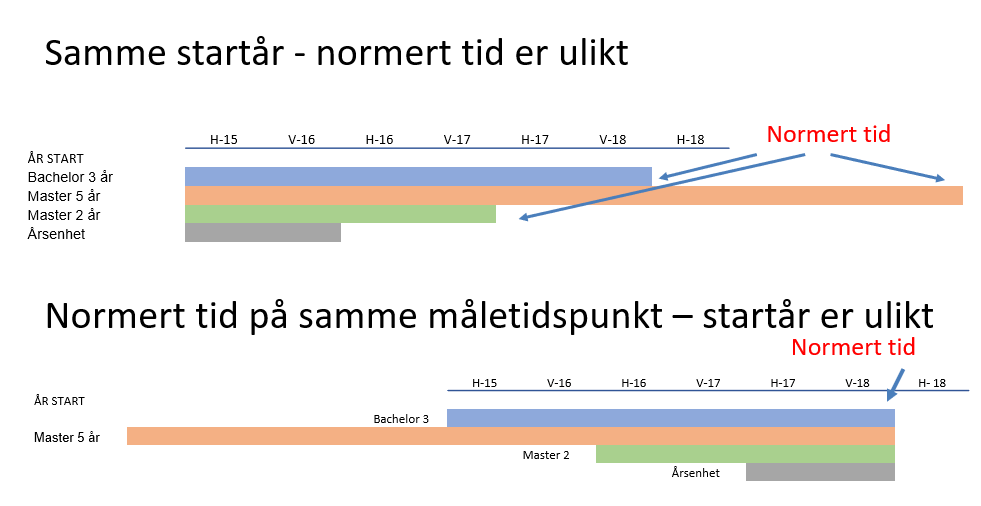 Samme startår - normert tid er ulikt
Normert tid
H-15 V-16 H-16 V-17 H-17 V-18 H-18
ÅR START
Bachelor 3 år
Master 5 år
Master 2 år
Årsenhet
Normert tid på samme måletidspunkt – startår er ulikt
Normert tid
H-15 V-16 H-16 V-17 H-17 V-18 H- 18
ÅR START
Bachelor 3
Master 5 år
Master 2
Årsenhet